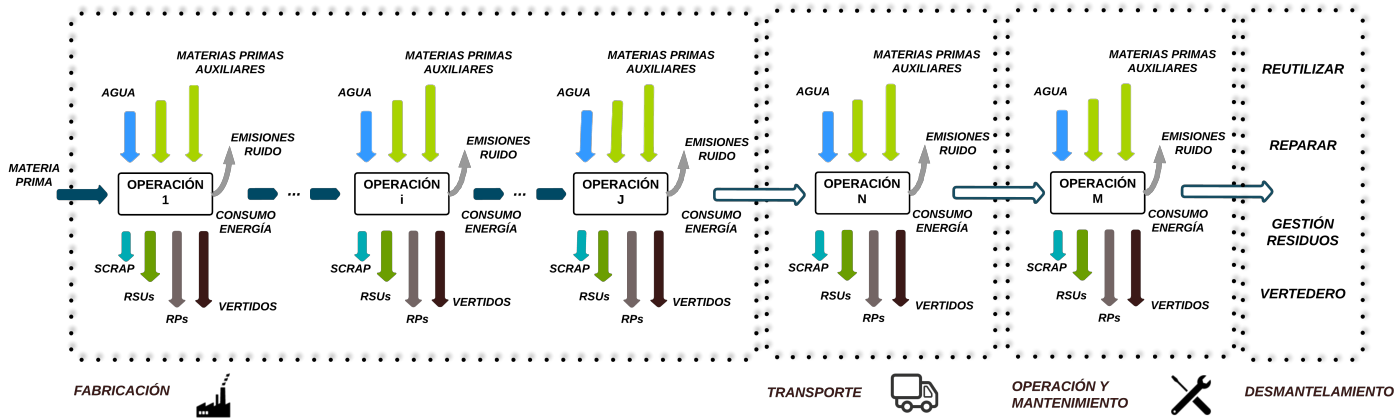 MATERIA
PRIMA
MATERIAS PRIMAS
AUXILIARES
AGUA
EMISIONES
RUIDO
OPERACIÓN
1
CONSUMO
ENERGÍA
SCRAP
RSUs
RPs
VERTIDOS
...
MATERIAS PRIMAS
AUXILIARES
AGUA
EMISIONES
RUIDO
OPERACIÓN
i
CONSUMO
ENERGÍA
SCRAP
RSUs
RPs
VERTIDOS
...
MATERIAS PRIMAS
AUXILIARES
AGUA
EMISIONES
RUIDO
OPERACIÓN
J
CONSUMO
ENERGÍA
SCRAP
RSUs
RPs
VERTIDOS
MATERIAS PRIMAS
AUXILIARES
AGUA
EMISIONES
RUIDO
OPERACIÓN
N
CONSUMO
ENERGÍA
SCRAP
RSUs
RPs
VERTIDOS
MATERIAS PRIMAS
AUXILIARES
AGUA
EMISIONES
RUIDO
OPERACIÓN
M
CONSUMO
ENERGÍA
SCRAP
RSUs
RPs
VERTIDOS
REUTILIZAR
REPARAR
GESTIÓN
RESIDUOS
VERTEDERO
FABRICACIÓN
TRANSPORTE
OPERACIÓN Y
MANTENIMIENTO
DESMANTELAMIENTO